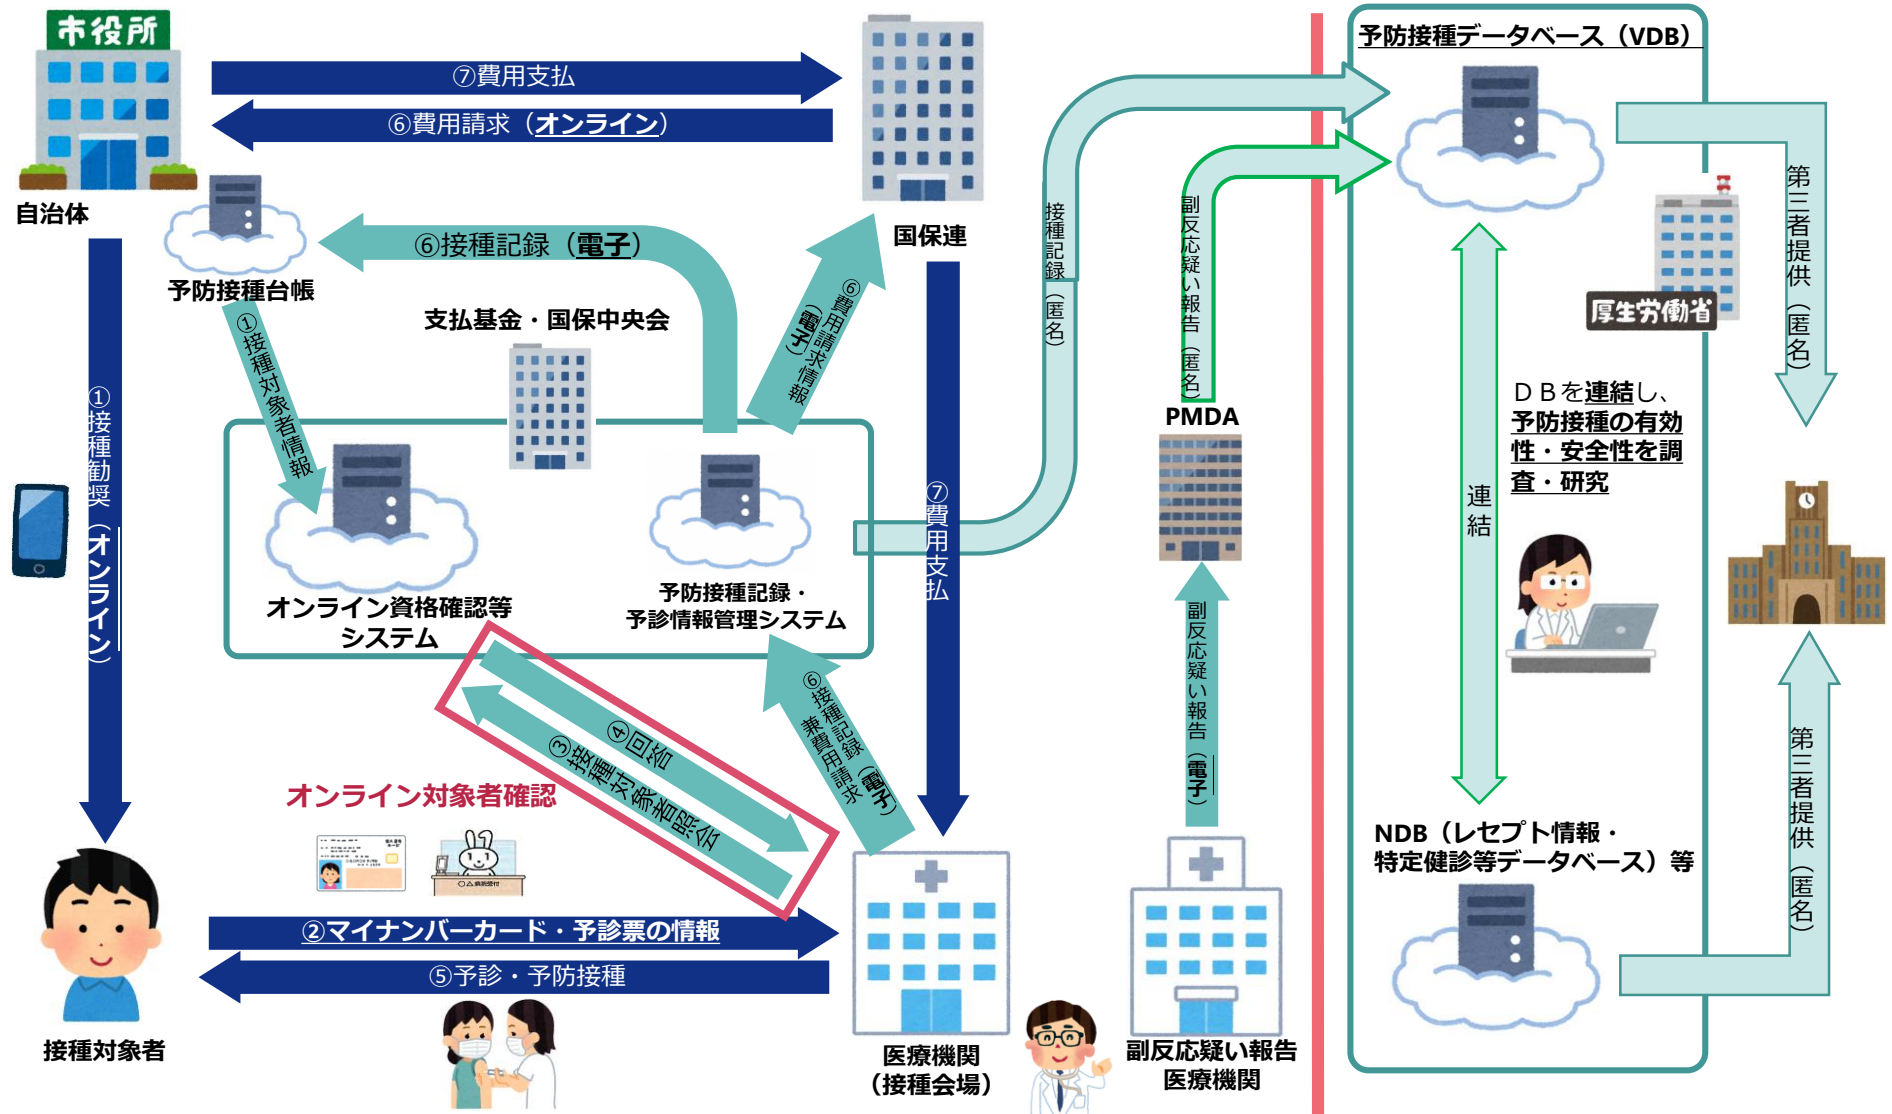 市役所
自治体
⑦費用支払
⑥費用請求（オンライン）
国保連
予防接種台帳
⑥接種記録（電子）
⑥費用請求情報
（電子）
①接種対象者情報
支払基金・国保中央会
①接種勧奨（オンライン）
オンライン資格確認等
システム
予防接種記録・
予診情報管理システム
⑦費用支払
接種記録（匿名）
副反応疑い報告（匿名）
PMDA
副反応疑い報告（電子）
④回答
③接種対象者照会
⑥接種記録（電子）
兼費用請求
オンライン対象者確認
○△病院受付
②マイナンバーカード・予診票の情報
⑤予診・予防接種
接種対象者
医療機関
（接種会場）
副反応疑い報告
医療機関
予防接種データベース（VDB）
厚生労働省
第三者提供（匿名）
ＤＢを連結し、
予防接種の有効
性・安全性を調
査・研究
連結
NDB（レセプト情報・
特定健診等データベース）等
第三者提供（匿名）